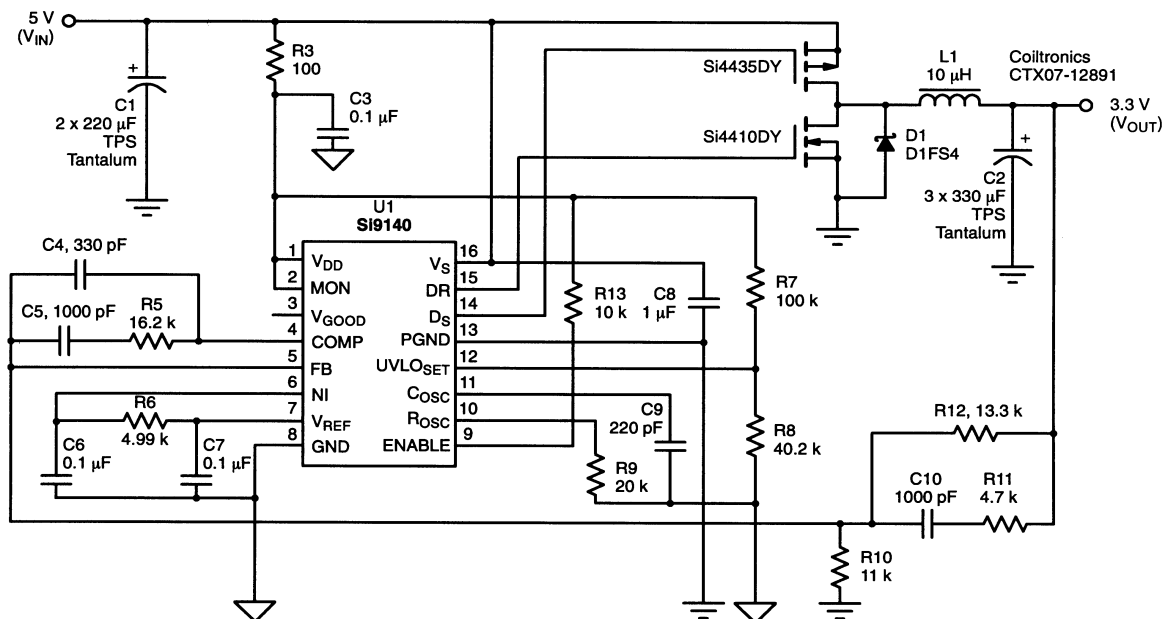 5 V
(VIN)
R3
100
Si4435DY
L1
10 µH
Coiltronics
CTX07-12891
3.3 V
(VOUT)
+
C1
2 x 220 µF
TPS
Tantalum
C3
0.1 µF
Si4410DY
D1
D1FS4
+
C2
3 x 330 µF
TPS
Tantalum
U1
Si9140
C4, 330 pF
C5, 1000 pF
R5
16.2 k
1 VDD
2 MON
3 VGOOD
4 COMP
5 FB
6 NI
7 VREF
8 GND
16 VS
15 DR
14 DS
13 PGND
12 UVLOSET
11 COSC
10 ROSC
9 ENABLE
R13
10 k
C8
1 µF
R7
100 k
R6
4.99 k
C6
0.1 µF
C7
0.1 µF
C9
220 pF
R9
20 k
R8
40.2 k
R12, 13.3 k
C10
1000 pF
R11
4.7 k
R10
11 k